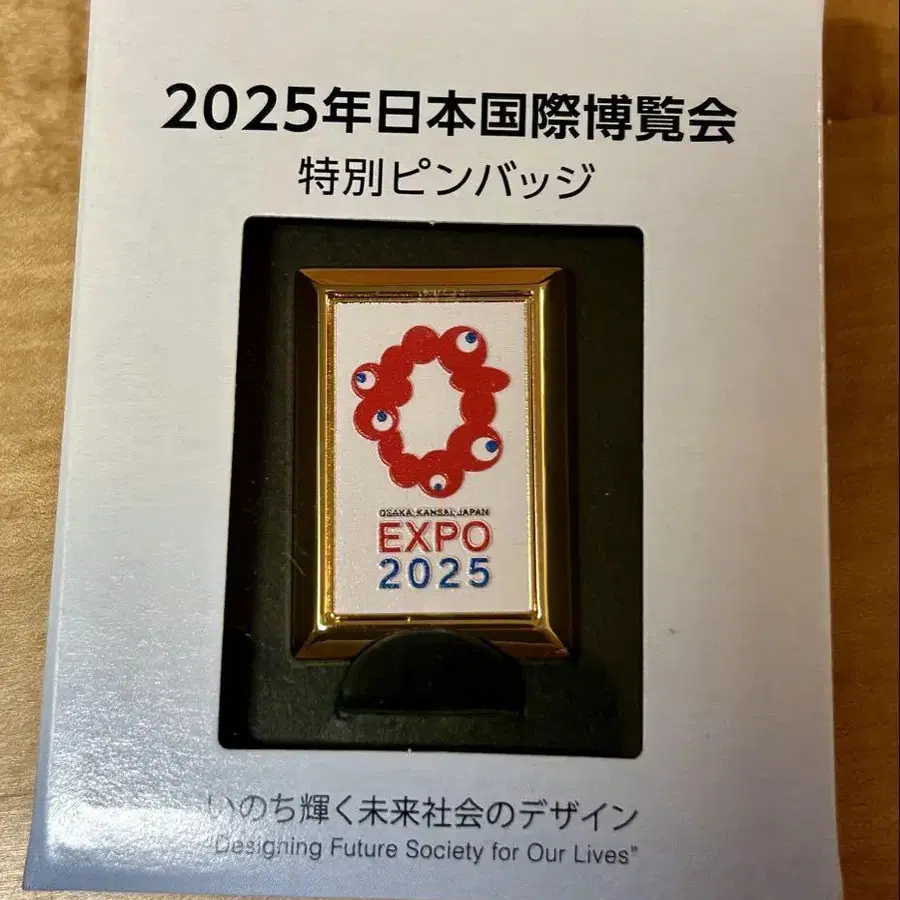 2025年日本国際博覧会
特別ピンバッジ
OSAKA, KANSAI, JAPAN
EXPO
2025
いのち輝く未来社会のデザイン
"Designing Future Society for Our Lives"